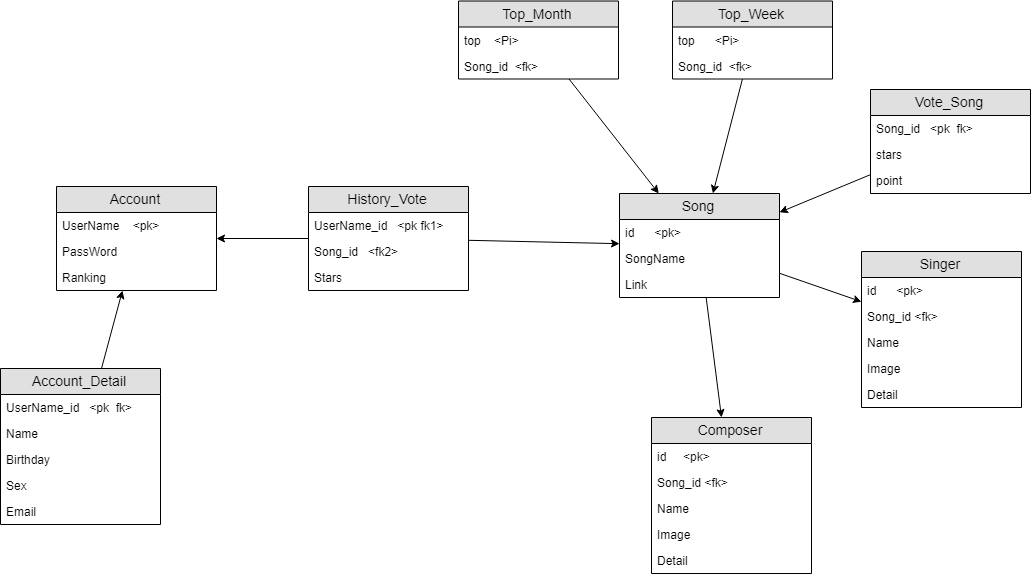 Top_Month
top <Pi>
Song_id <fk>
Top_Week
top <Pi>
Song_id <fk>
Vote_Song
Song_id <pk fk>
stars
point
Account
UserName <pk>
PassWord
Ranking
History_Vote
UserName_id <pk fk1>
Song_id <fk2>
Stars
Song
id <pk>
SongName
Link
Singer
id <pk>
Song_id <fk>
Name
Image
Detail
Account_Detail
UserName_id <pk fk>
Name
Birthday
Sex
Email
Composer
id <pk>
Song_id <fk>
Name
Image
Detail